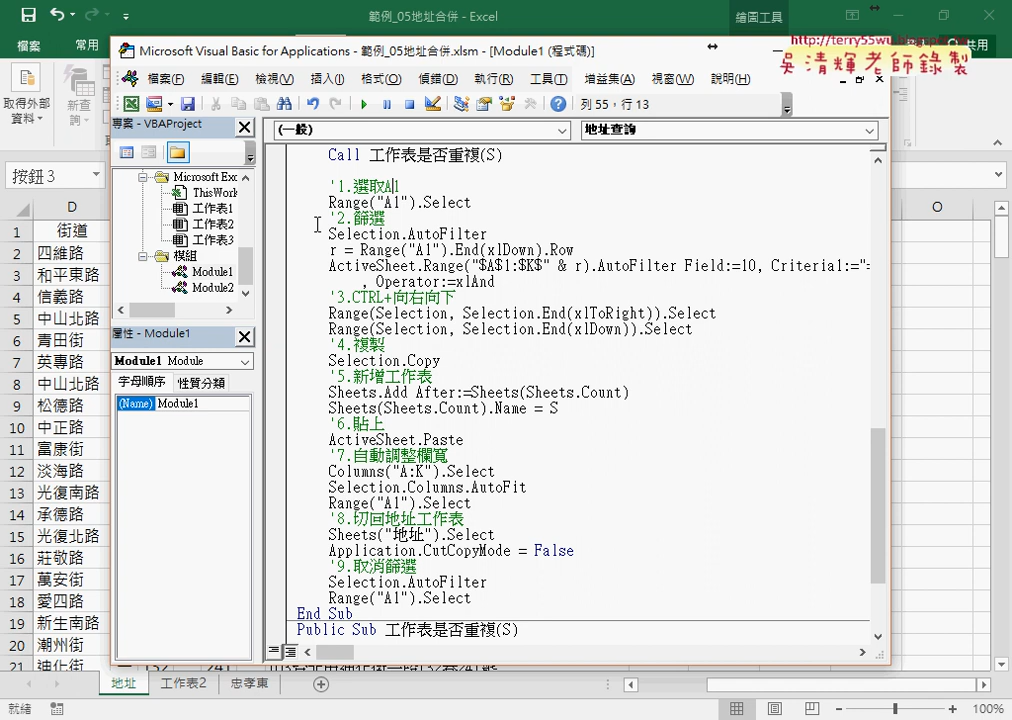 範例_05地址合併 - Excel
繪圖工具
檔案
常用
共用
http://terry55wu.blogspot.tw
吳清輝老師錄製
取得外部資料
新查詢
按鈕 3
Microsoft Visual Basic for Applications - 範例_05地址合併.xlsm - [Module1 (程式碼)]
檔案(F) 編輯(E) 檢視(V) 插入(I) 格式(O) 偵錯(D) 執行(R) 工具(T) 增益集(A) 視窗(W) 說明(H)
列 55，行 13
專案 - VBAProject
Microsoft Exc
ThisWork
工作表1
工作表2
工作表3
模組
Module1
Module2
屬性 - Module1
Module1 Module
字母順序 性質分類
(Name) Module1
(一般)
地址查詢
Call 工作表是否重複(S)
'1.選取A1
Range("A1").Select
'2.篩選
Selection.AutoFilter
r = Range("A1").End(xlDown).Row
ActiveSheet.Range("$A$1:$K$" & r).AutoFilter Field:=10, Criteria1:="=
, Operator:=xlAnd
'3.CTRL+向右向下
Range(Selection, Selection.End(xlToRight)).Select
Range(Selection, Selection.End(xlDown)).Select
'4.複製
Selection.Copy
'5.新增工作表
Sheets.Add After:=Sheets(Sheets.Count)
Sheets(Sheets.Count).Name = S
'6.貼上
ActiveSheet.Paste
'7.自動調整欄寬
Columns("A:K").Select
Selection.Columns.AutoFit
Range("A1").Select
'8.切回地址工作表
Sheets("地址").Select
Application.CutCopyMode = False
'9.取消篩選
Selection.AutoFilter
Range("A1").Select
End Sub
Public Sub 工作表是否重複(S)
D
O
1 街道
2 四維路
3 和平東路
4 信義路
5 中山北路
6 青田街
7 英專路
8 中山北路
9 松德路
10 中正路
11 富康街
12 淡海路
13 光復南路
14 承德路
15 光復北路
16 莊敬路
17 萬安街
18 愛四路
19 新生南路
20 潮州街
21 迪化街
地址 工作表2 忠孝東
就緒
100%